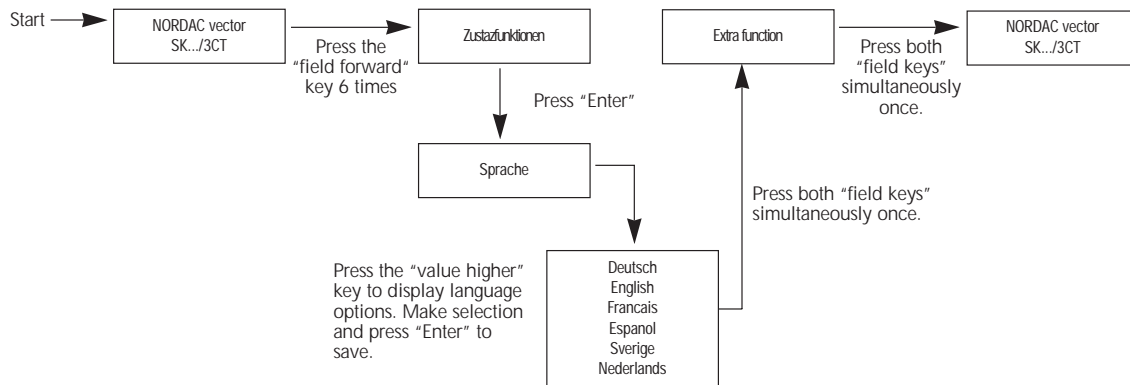 Start
NORDAC vector
SK.../3CT
Press the
“field forward“
key 6 times
Zustazfunktionen
Press “Enter”
Sprache
Press the “value higher”
key to display language
options. Make selection
and press “Enter” to
save.
Deutsch
English
Francais
Espanol
Sverige
Nederlands
Press both “field keys”
simultaneously once.
Extra function
Press both
“field keys”
simultaneously
once.
NORDAC vector
SK.../3CT